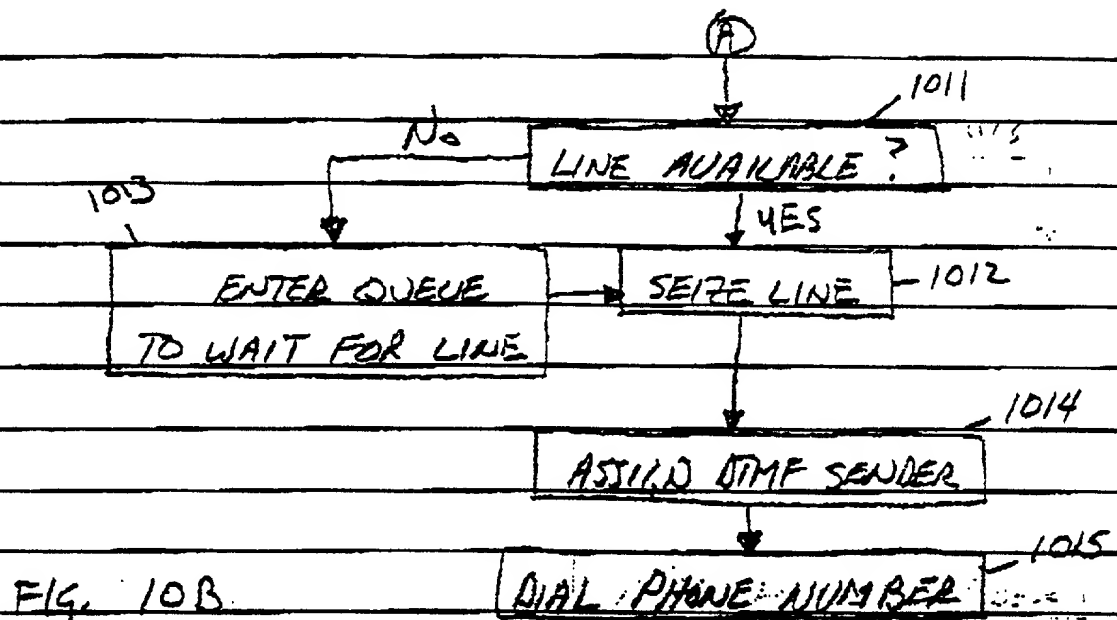 A
1011
No
LINE AVAILABLE?
1013
YES
ENTER QUEUE
TO WAIT FOR LINE
SEIZE LINE
1012
1014
ASSIGN DTMF SENDER
1015
DIAL PHONE NUMBER
FIG. 10B